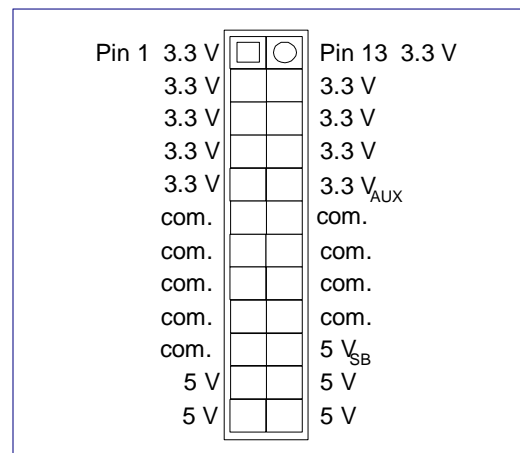 Pin 1 3.3 V Pin 13 3.3 V
3.3 V 3.3 V
3.3 V 3.3 V
3.3 V 3.3 V
3.3 V 3.3 VAUX
com. com.
com. com.
com. com.
com. com.
com. 5 VSB
5 V 5 V
5 V 5 V